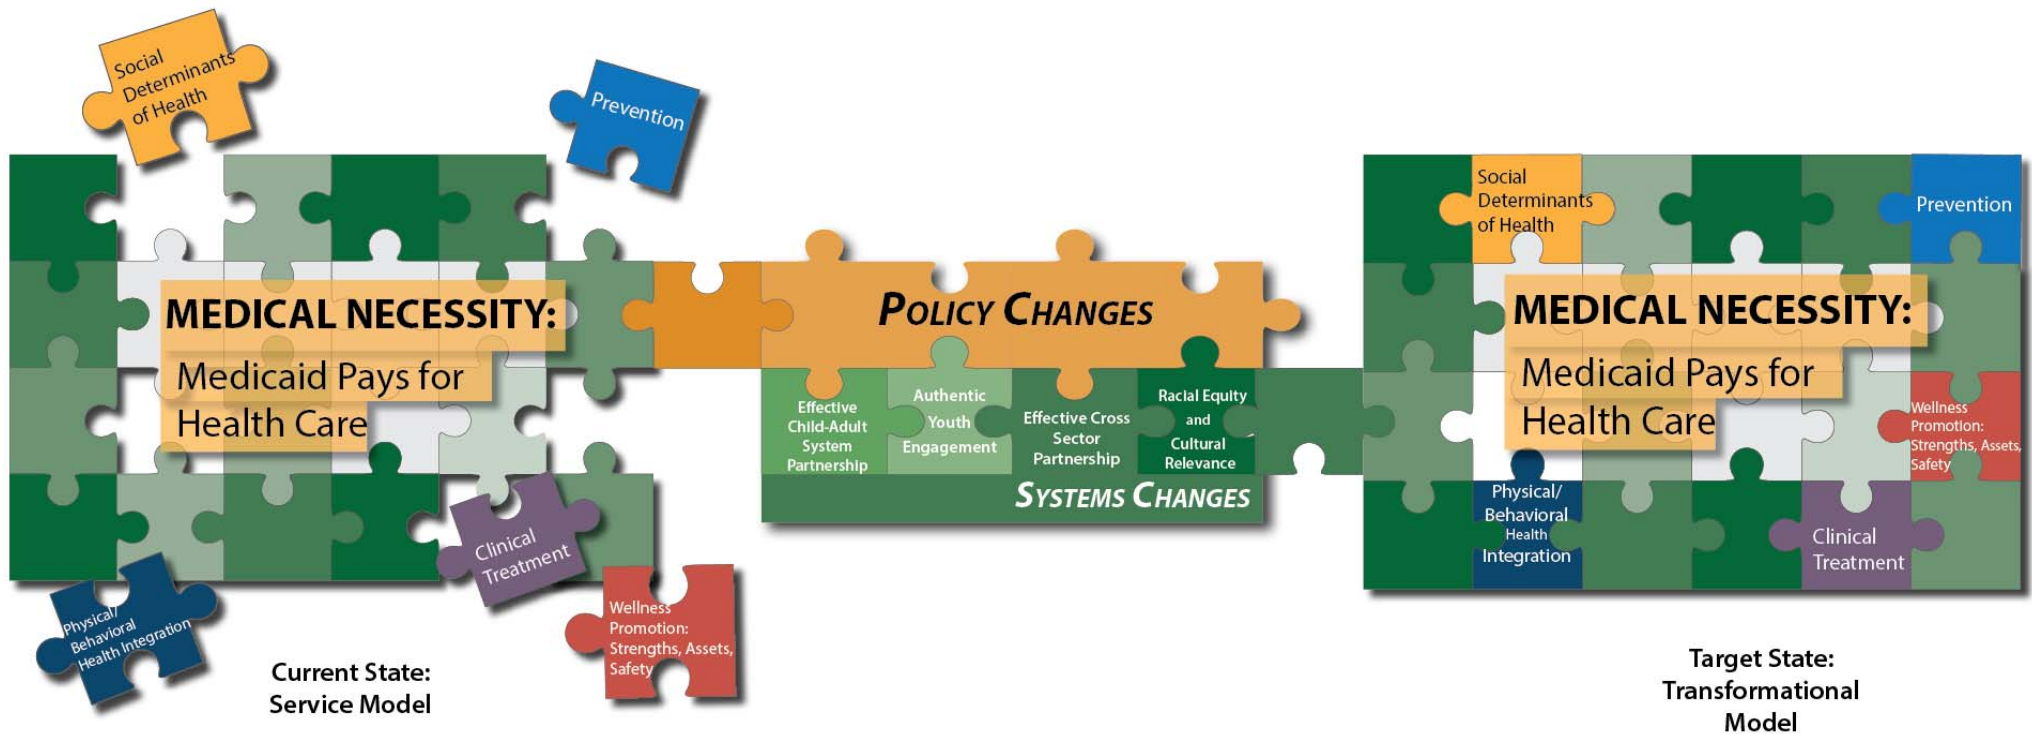 Social
Determinants
of Health
Prevention
MEDICAL NECESSITY:
Medicaid Pays for
Health Care
Clinical
Treatment
Physical/
Behavioral
Health Integration
Wellness
Promotion:
Strengths, Assets,
Safety
Current State:
Service Model
POLICY CHANGES
Effective
Child-Adult
System
Partnership
Authentic
Youth
Engagement
Effective Cross
Sector
Partnership
Racial Equity
and
Cultural
Relevance
SYSTEMS CHANGES
Social
Determinants
of Health
Prevention
MEDICAL NECESSITY:
Medicaid Pays for
Health Care
Wellness
Promotion:
Strengths, Assets,
Safety
Physical/
Behavioral
Health
Integration
Clinical
Treatment
Target State:
Transformational
Model